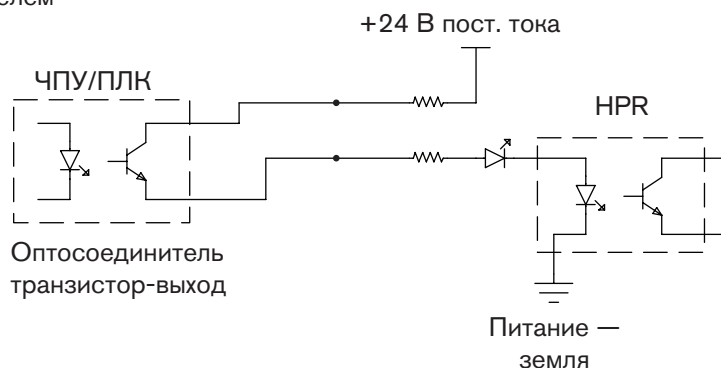 +24 В пост. тока
ЧПУ/ПЛК
HPR
Оптосоединитель
транзистор-выход
Питание —
земля